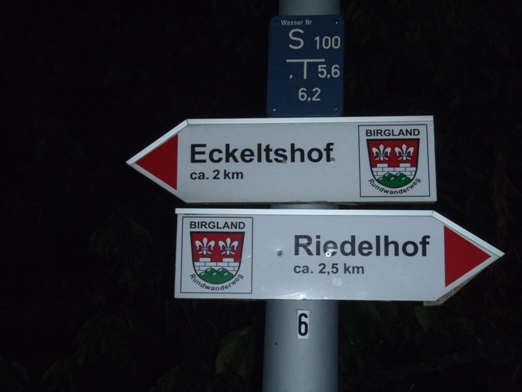 Wasser Nr
S 100
, T 5,6
6,2
Eckeltshof
ca. 2 km
BIRGLAND
Rundwanderweg
BIRGLAND
Rundwanderweg
Riedelhof
ca. 2,5 km
6